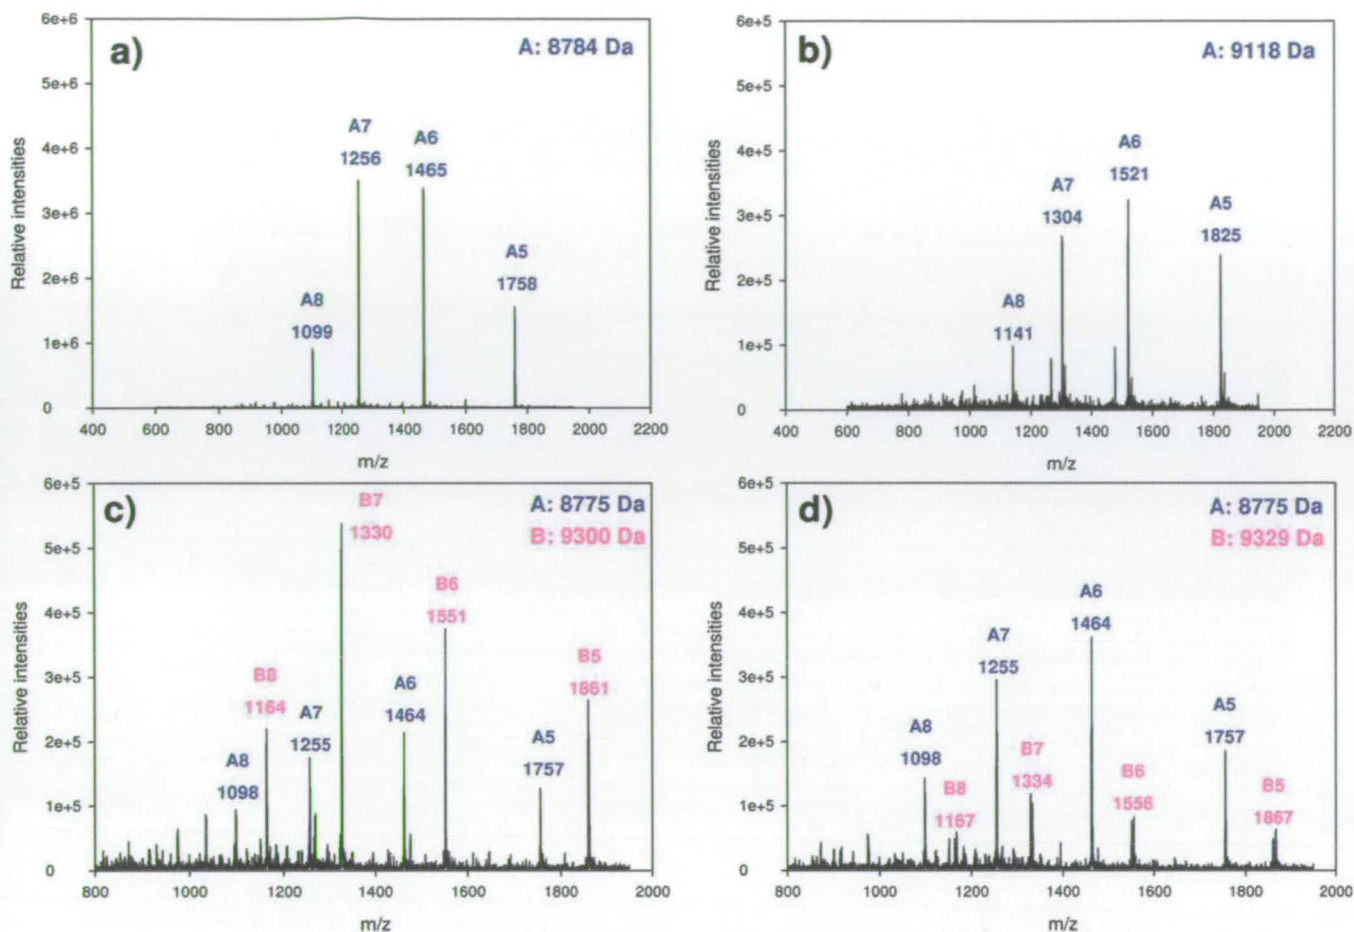 a)
A: 8784 Da
6e+6
5e+6
4e+6
3e+6
2e+6
1e+6
0
Relative intensities
A7
1256
A6
1465
A5
1758
A8
1099
400 600 800 1000 1200 1400 1600 1800 2000 2200
m/z
b)
A: 9118 Da
6e+5
5e+5
4e+5
3e+5
2e+5
1e+5
0
Relative intensities
A6
1521
A7
1304
A5
1825
A8
1141
400 600 800 1000 1200 1400 1600 1800 2000 2200
m/z
c)
A: 8775 Da
B: 9300 Da
6e+5
5e+5
4e+5
3e+5
2e+5
1e+5
0
Relative intensities
B7
1330
B6
1551
B5
1861
B8
1164
A7
1255
A6
1464
A5
1757
A8
1098
800 1000 1200 1400 1600 1800 2000
m/z
d)
A: 8775 Da
B: 9329 Da
6e+5
5e+5
4e+5
3e+5
2e+5
1e+5
0
Relative intensities
A6
1464
A7
1255
A5
1757
A8
1098
B7
1334
B6
1556
B5
1867
B8
1167
800 1000 1200 1400 1600 1800 2000
m/z